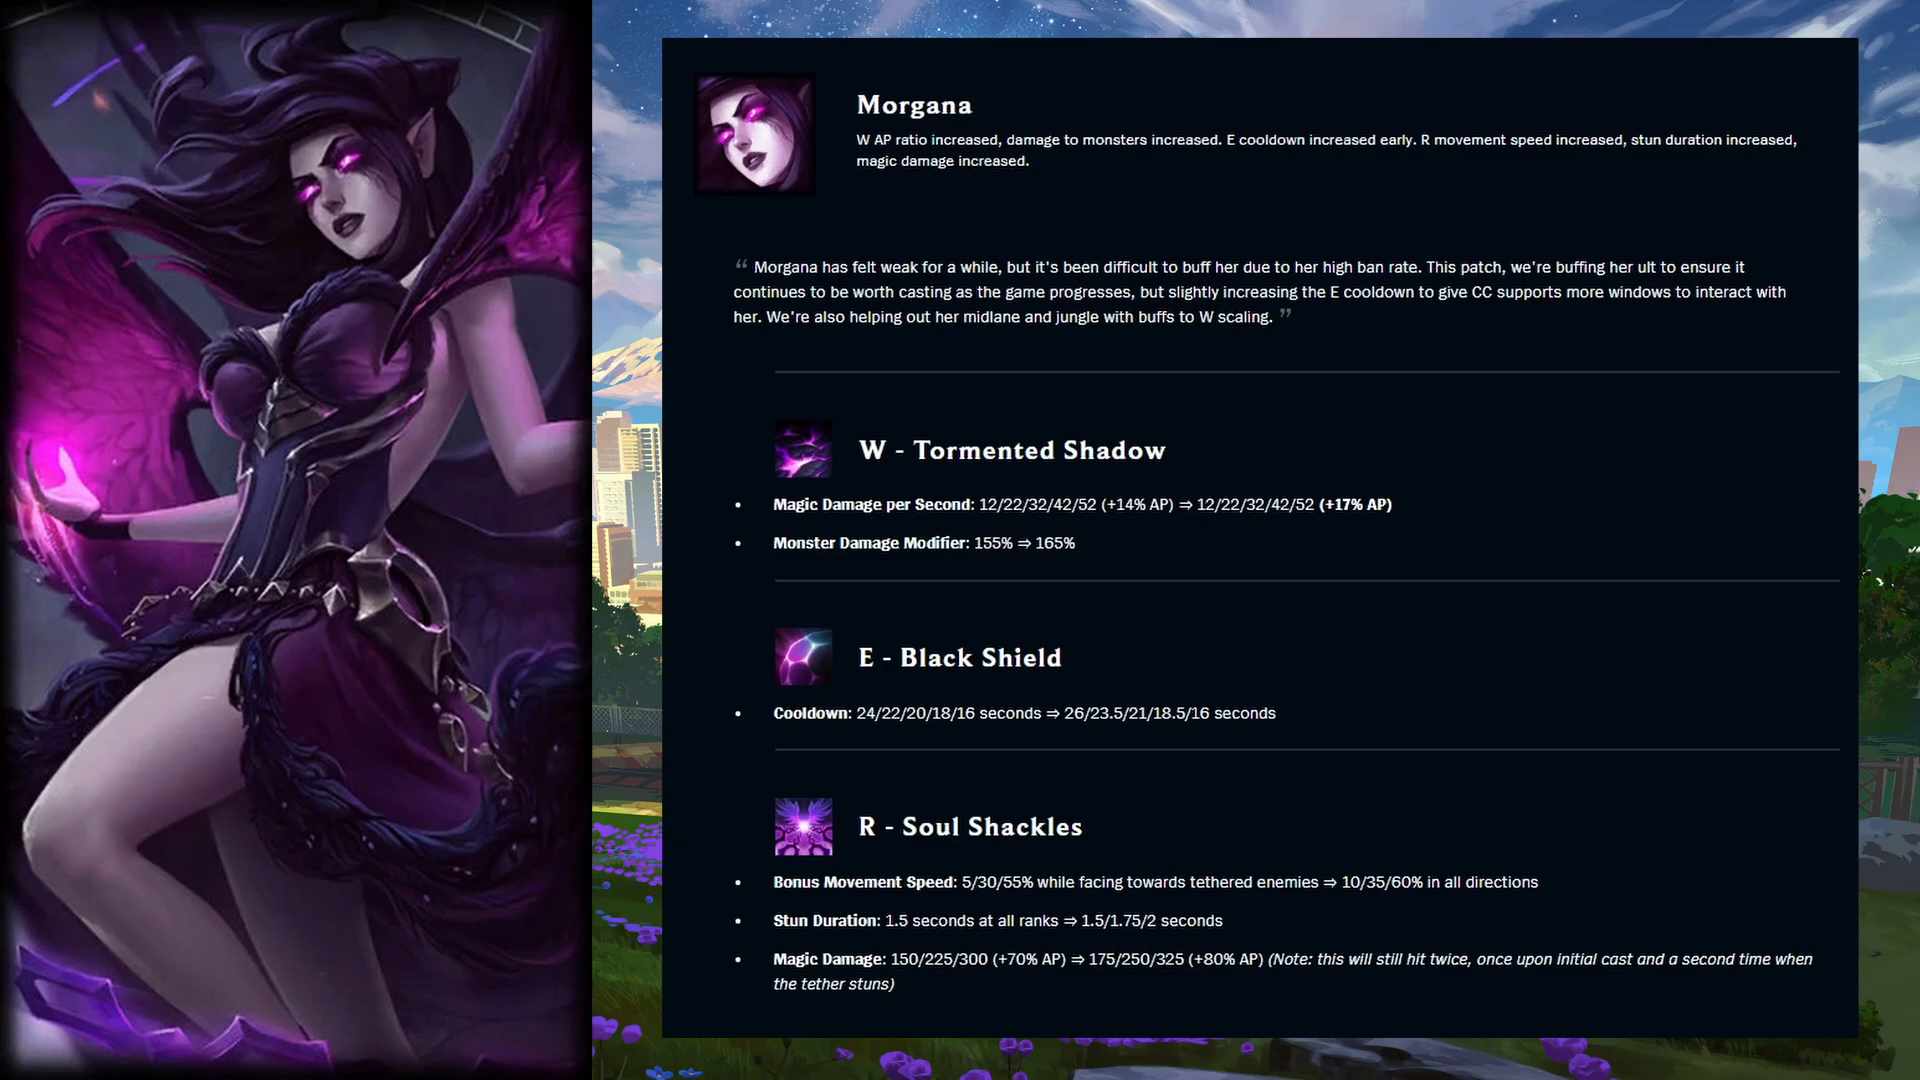 Morgana
W AP ratio increased, damage to monsters increased. E cooldown increased early. R movement speed increased, stun duration increased,
magic damage increased.
“ Morgana has felt weak for a while, but it's been difficult to buff her due to her high ban rate. This patch, we're buffing her ult to ensure it
continues to be worth casting as the game progresses, but slightly increasing the E cooldown to give CC supports more windows to interact with
her. We're also helping out her midlane and jungle with buffs to W scaling. ”
W - Tormented Shadow
• Magic Damage per Second: 12/22/32/42/52 (+14% AP) ⇒ 12/22/32/42/52 (+17% AP)
• Monster Damage Modifier: 155% ⇒ 165%
E - Black Shield
• Cooldown: 24/22/20/18/16 seconds ⇒ 26/23.5/21/18.5/16 seconds
R - Soul Shackles
• Bonus Movement Speed: 5/30/55% while facing towards tethered enemies ⇒ 10/35/60% in all directions
• Stun Duration: 1.5 seconds at all ranks ⇒ 1.5/1.75/2 seconds
• Magic Damage: 150/225/300 (+70% AP) ⇒ 175/250/325 (+80% AP) (Note: this will still hit twice, once upon initial cast and a second time when
the tether stuns)